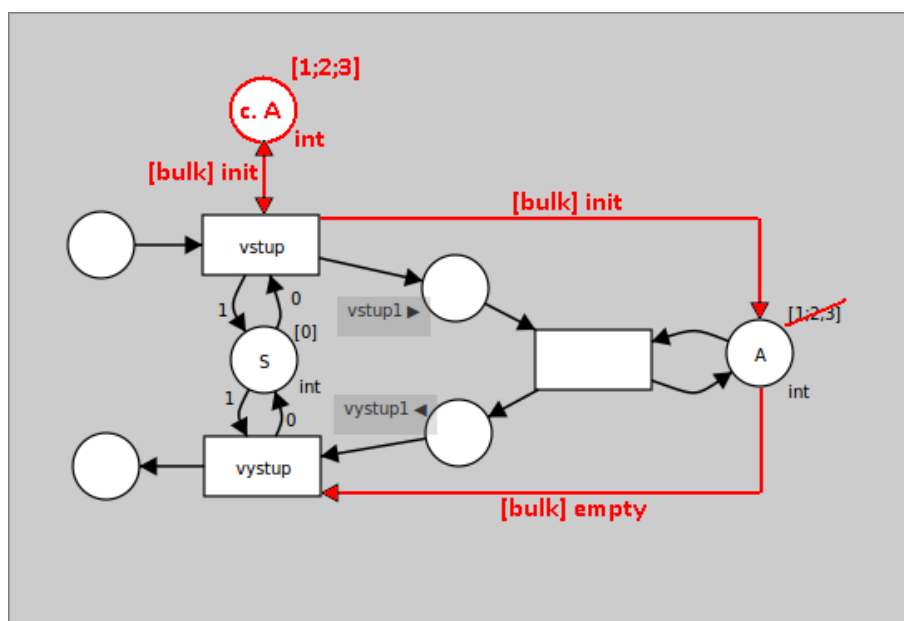 [1;2;3]
c. A
int
[bulk] init
[bulk] init
vstup
1
0
vstup1 ▶
[1;2;3]
[0]
S
A
int
int
1
0
vystup1 ◀
vystup
[bulk] empty